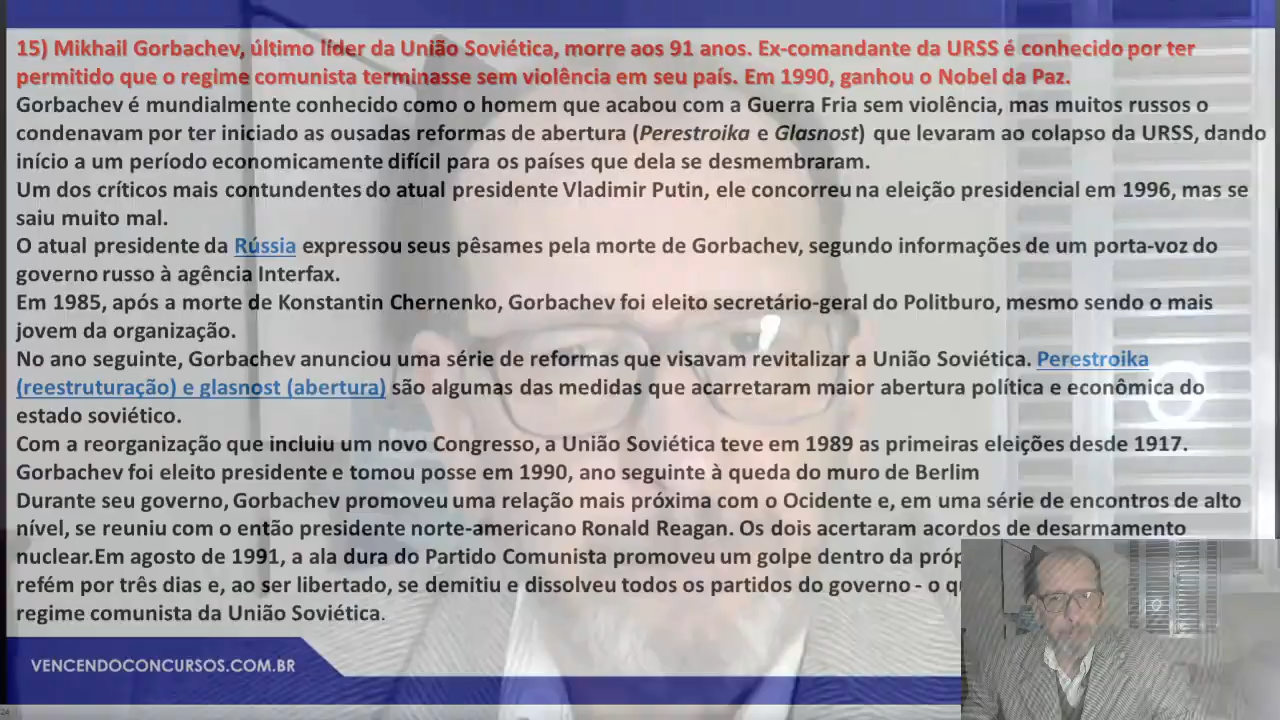 15) Mikhail Gorbachev, último líder da União Soviética, morre aos 91 anos. Ex-comandante da URSS é conhecido por ter
permitido que o regime comunista terminasse sem violência em seu país. Em 1990, ganhou o Nobel da Paz.
Gorbachev é mundialmente conhecido como o homem que acabou com a Guerra Fria sem violência, mas muitos russos o
condenavam por ter iniciado as ousadas reformas de abertura (Perestroika e Glasnost) que levaram ao colapso da URSS, dando
início a um período economicamente difícil para os países que dela se desmembraram.
Um dos críticos mais contundentes do atual presidente Vladimir Putin, ele concorreu na eleição presidencial em 1996, mas se
saiu muito mal.
O atual presidente da Rússia expressou seus pêsames pela morte de Gorbachev, segundo informações de um porta-voz do
governo russo à agência Interfax.
Em 1985, após a morte de Konstantin Chernenko, Gorbachev foi eleito secretário-geral do Politburo, mesmo sendo o mais
jovem da organização.
No ano seguinte, Gorbachev anunciou uma série de reformas que visavam revitalizar a União Soviética. Perestroika
(reestruturação) e glasnost (abertura) são algumas das medidas que acarretaram maior abertura política e econômica do
estado soviético.
Com a reorganização que incluiu um novo Congresso, a União Soviética teve em 1989 as primeiras eleições desde 1917.
Gorbachev foi eleito presidente e tomou posse em 1990, ano seguinte à queda do muro de Berlim
Durante seu governo, Gorbachev promoveu uma relação mais próxima com o Ocidente e, em uma série de encontros de alto
nível, se reuniu com o então presidente norte-americano Ronald Reagan. Os dois acertaram acordos de desarmamento
nuclear.Em agosto de 1991, a ala dura do Partido Comunista promoveu um golpe dentro da
refém por três dias e, ao ser libertado, se demitiu e dissolveu todos os partidos do governo - o
regime comunista da União Soviética.
VENCENDOCONCURSOS.COM.BR
24